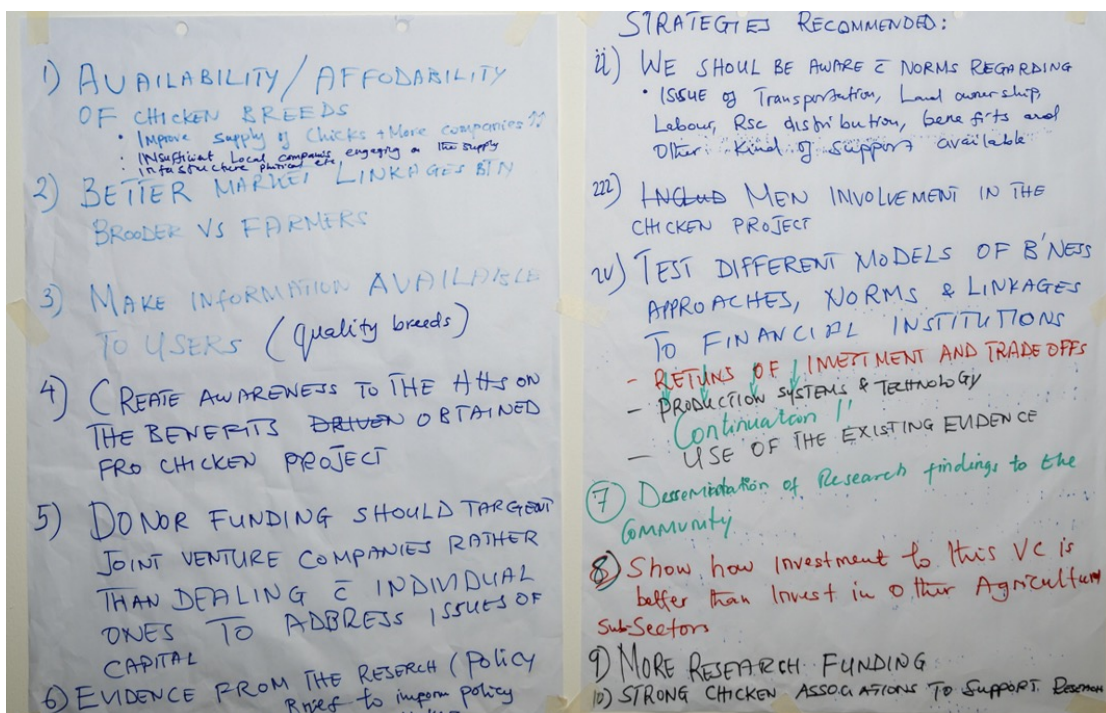 1) AVAILABILITY/AFFODABILITY
OF CHICKEN BREEDS
• Improve supply of Chicks + More companies
• INsufficient Local companies engaging on the supply
• infrastructure etc
2) BETTER MARKET LINKAGES BTN
BROODER VS FARMERS
3) MAKE INFORMATION AVAILABLE
TO USERS (quality breeds)
4) CREATE AWARENESS TO THE HHs ON
THE BENEFITS DRIVEN OBTAINED
FRO CHICKEN PROJECT
5) DONOR FUNDING SHOULD TARGENT
JOINT VENTURE COMPANIES RATHER
THAN DEALING c̄ INDIVIDUAL
ONES TO ADDRESS ISSUES OF
CAPITAL
6) EVIDENCE FROM THE RESERCH (POLICY
Brief to inform policy
STRATEGIES RECOMMENDED:
ii) WE SHOUL BE AWARE c̄ NORMS REGARDING
• ISSUE of Transportation, Land ownership,
Labour, Rsc distribution, benefits and
Other Kind of support available
iii) INCLUD MEN INVOLVEMENT IN THE
CHICKEN PROJECT
iv) TEST DIFFERENT MODELS OF B'NESS
APPROACHES, NORMS & LINKAGES
TO FINANCIAL INSTITUTIONS
- RETUNS OF INVETMENT AND TRADE OFFS
- PRODUCTION SYSTEMS & TECHNOLOGY
Continuation
- USE OF THE EXISTING EVIDENCE
7 Dessemintation of Research findings to the
Community
8) Show how Investment to this VC is
better than Invest in other Agriculture
Sub-Sectors
9) MORE RESEARCH FUNDING
10) STRONG CHICKEN ASSOCIATIONS TO SUPPORT Research